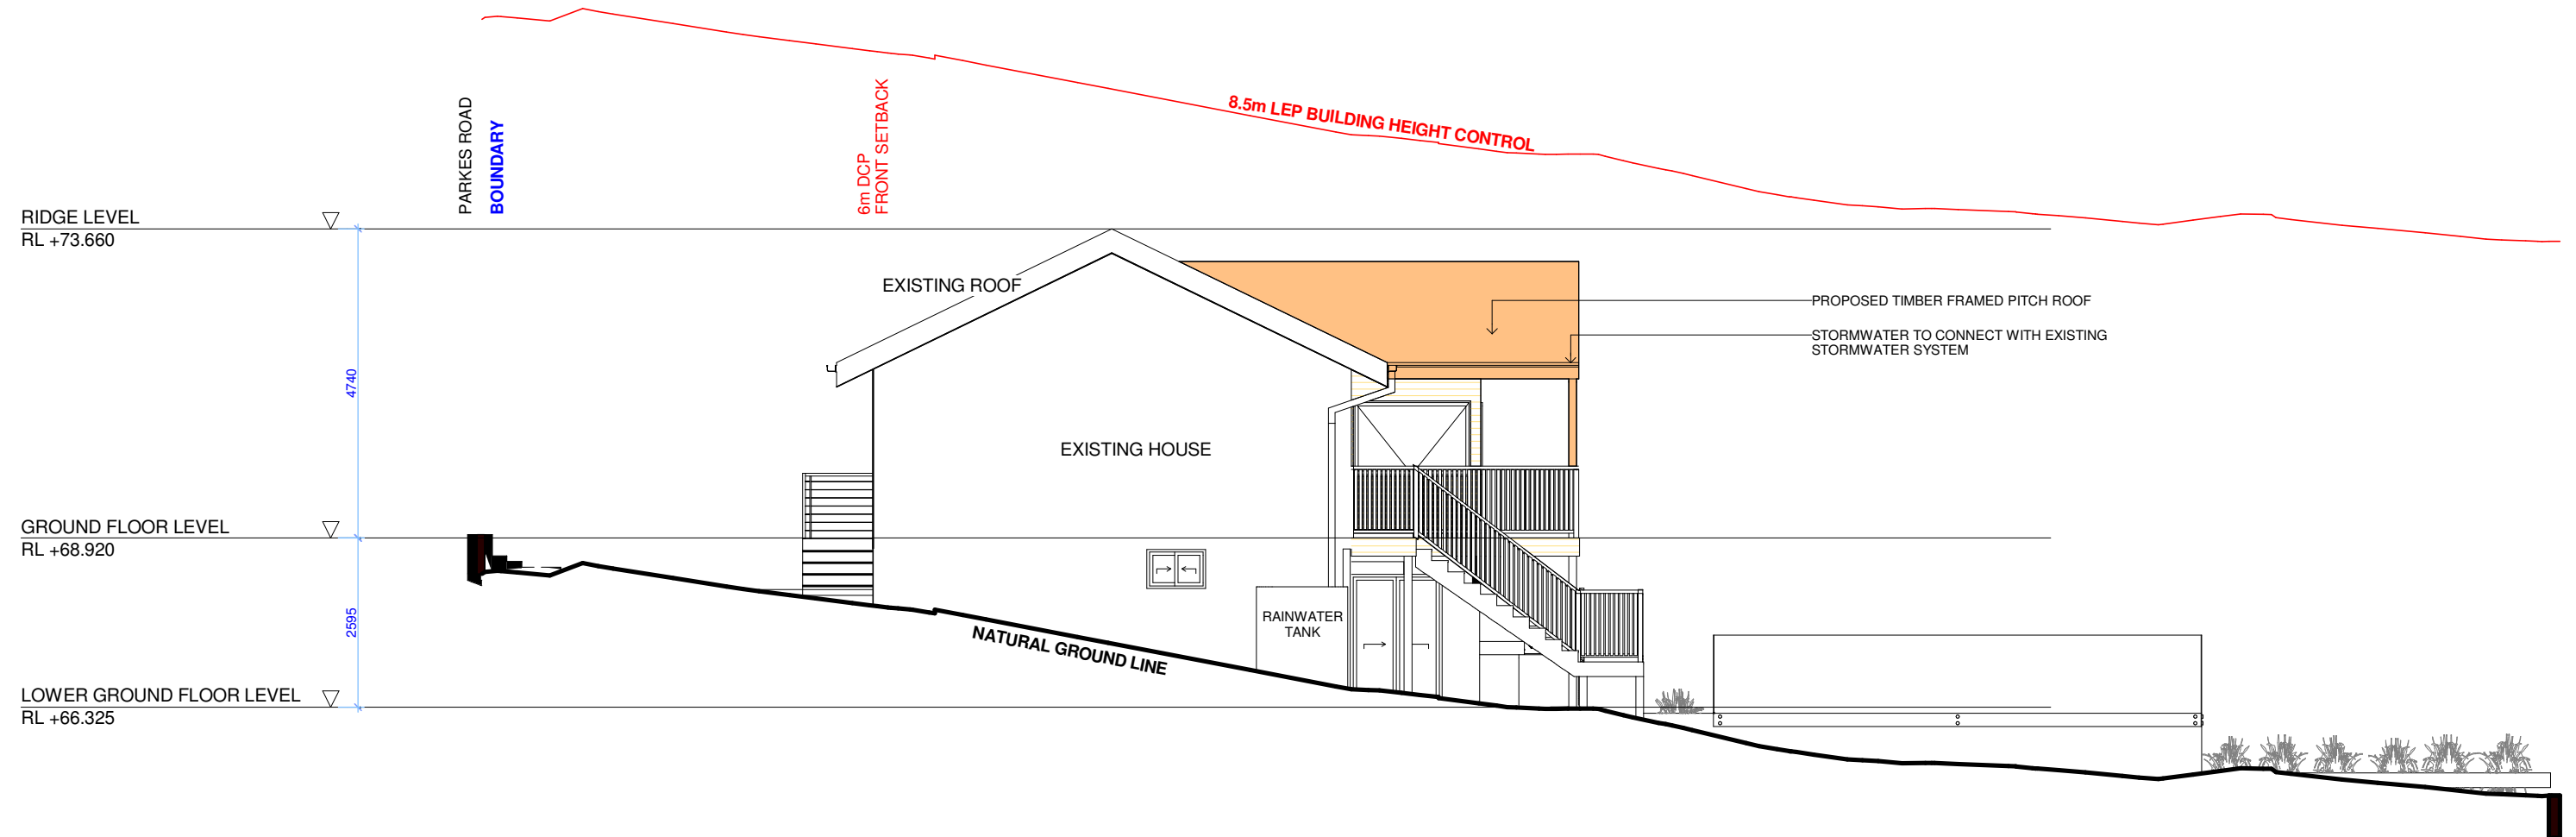 8.5m LEP BUILDING HEIGHT CONTROL
PARKES ROAD
BOUNDARY
6m DCP
FRONT SETBACK
RIDGE LEVEL
RL +73.660
EXISTING ROOF
PROPOSED TIMBER FRAMED PITCH ROOF
STORMWATER TO CONNECT WITH EXISTING
STORMWATER SYSTEM
4740
EXISTING HOUSE
GROUND FLOOR LEVEL
RL +68.920
2595
RAINWATER
TANK
NATURAL GROUND LINE
LOWER GROUND FLOOR LEVEL
RL +66.325